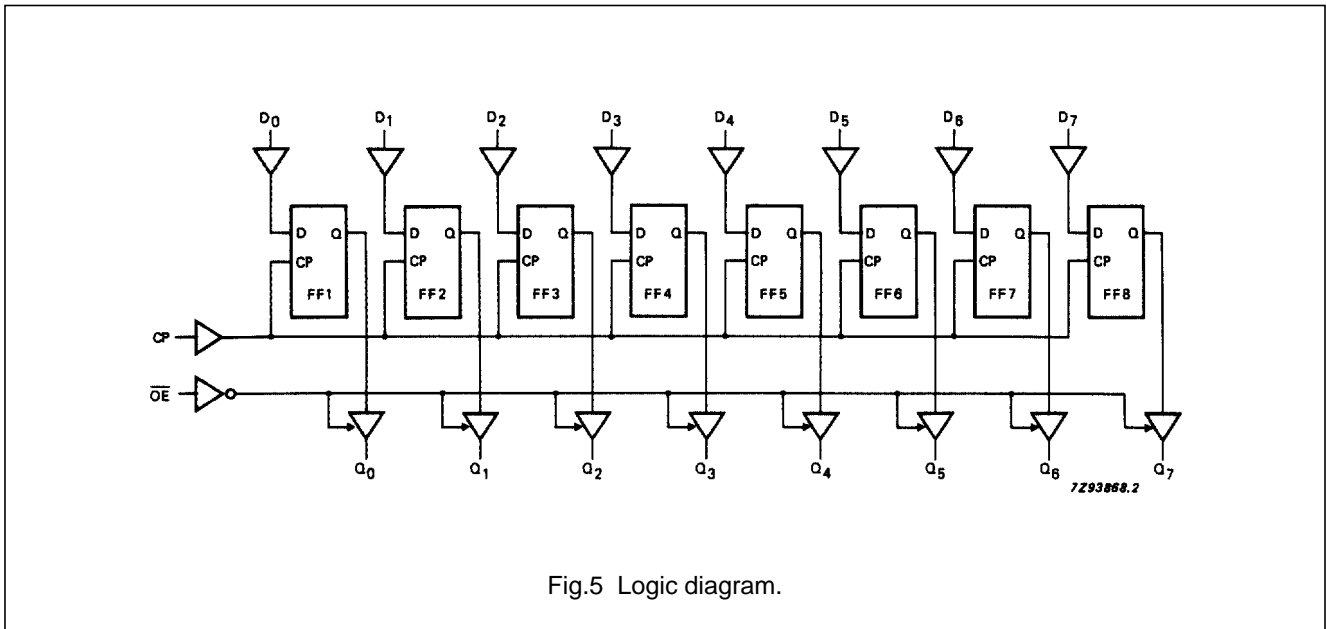 D0 D1 D2 D3 D4 D5 D6 D7
D Q D Q D Q D Q D Q D Q D Q D Q
CP CP CP CP CP CP CP CP
FF1 FF2 FF3 FF4 FF5 FF6 FF7 FF8
CP
OE
Q0 Q1 Q2 Q3 Q4 Q5 Q6 Q7
7Z93868.2
Fig.5 Logic diagram.